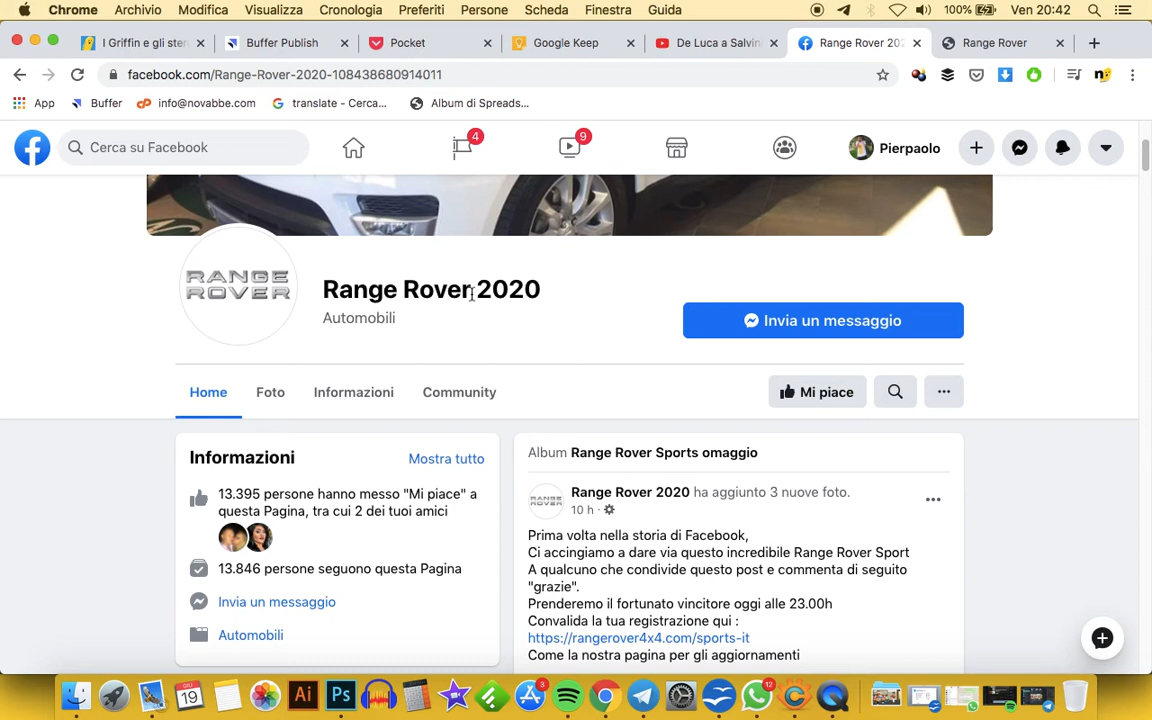 Chrome Archivio Modifica Visualizza Cronologia Preferiti Persone Scheda Finestra Guida 100% Ven 20:42
I Griffin e gli ster
Buffer Publish
Pocket
Google Keep
De Luca a Salvin
Range Rover 202
Range Rover
facebook.com/Range-Rover-2020-108438680914011
App Buffer info@novabbe.com translate - Cerca... Album di Spreads...
Cerca su Facebook
4
9
Pierpaolo
RANGE
ROVER
Range Rover 2020
Automobili
Invia un messaggio
Home Foto Informazioni Community
Mi piace
Informazioni
Mostra tutto
13.395 persone hanno messo "Mi piace" a
questa Pagina, tra cui 2 dei tuoi amici
13.846 persone seguono questa Pagina
Invia un messaggio
Automobili
Album Range Rover Sports omaggio
Range Rover 2020 ha aggiunto 3 nuove foto.
10 h ·
Prima volta nella storia di Facebook,
Ci accingiamo a dare via questo incredibile Range Rover Sport
A qualcuno che condivide questo post e commenta di seguito
"grazie".
Prenderemo il fortunato vincitore oggi alle 23.00h
Convalida la tua registrazione qui :
https://rangerover4x4.com/sports-it
Come la nostra pagina per gli aggiornamenti
19
Ai
Ps
3
12